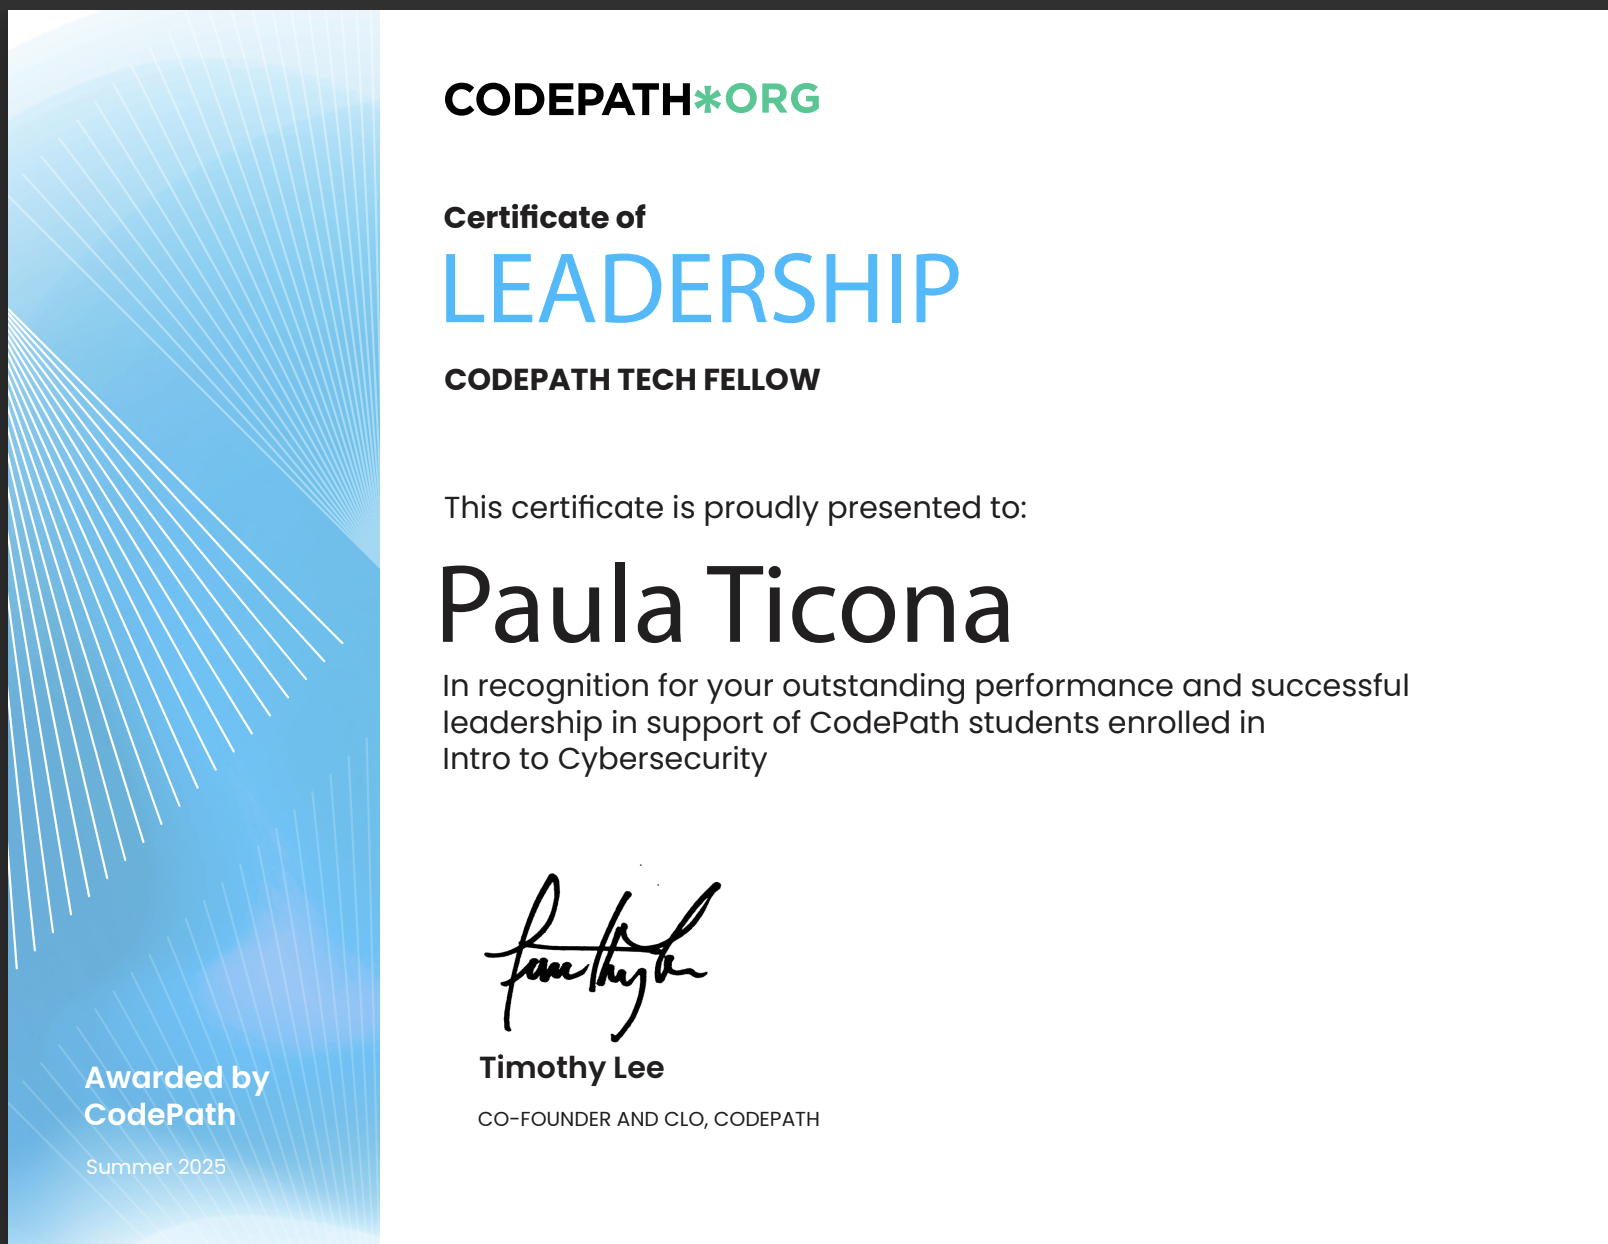 CODEPATH*ORG
Certificate of
LEADERSHIP
CODEPATH TECH FELLOW
This certificate is proudly presented to:
Paula Ticona
In recognition for your outstanding performance and successful
leadership in support of CodePath students enrolled in
Intro to Cybersecurity
Timothy Lee
CO-FOUNDER AND CLO, CODEPATH
Awarded by
CodePath
Summer 2025